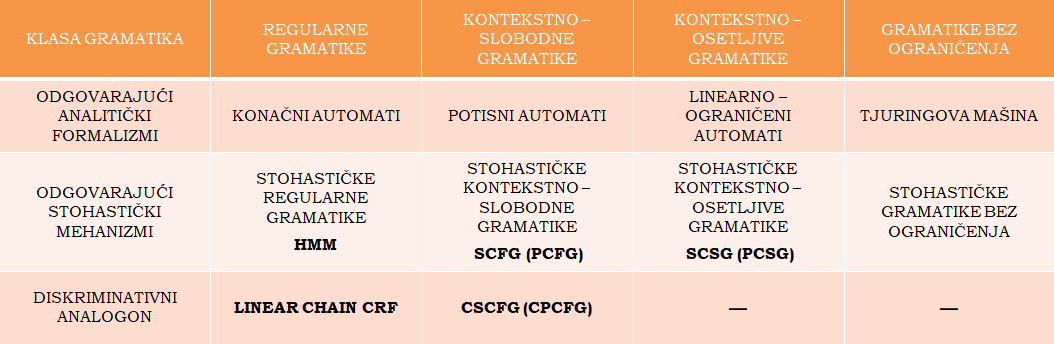 KLASA GRAMATIKA
REGULARNE
GRAMATIKE
KONTEKSTNO –
SLOBODNE
GRAMATIKE
KONTEKSTNO –
OSETLJIVE
GRAMATIKE
GRAMATIKE BEZ
OGRANIČENJA
ODGOVARAJUĆI
ANALITIČKI
FORMALIZMI
KONAČNI AUTOMATI
POTISNI AUTOMATI
LINEARNO –
OGRANIČENI
AUTOMATI
TJURINGOVA MAŠINA
ODGOVARAJUĆI
STOHASTIČKI
MEHANIZMI
STOHASTIČKE
REGULARNE
GRAMATIKE
HMM
STOHASTIČKE
KONTEKSTNO –
SLOBODNE
GRAMATIKE
SCFG (PCFG)
STOHASTIČKE
KONTEKSTNO –
OSETLJIVE
GRAMATIKE
SCSG (PCSG)
STOHASTIČKE
GRAMATIKE BEZ
OGRANIČENJA
DISKRIMINATIVNI
ANALOGON
LINEAR CHAIN CRF
CSCFG (CPCFG)
—
—